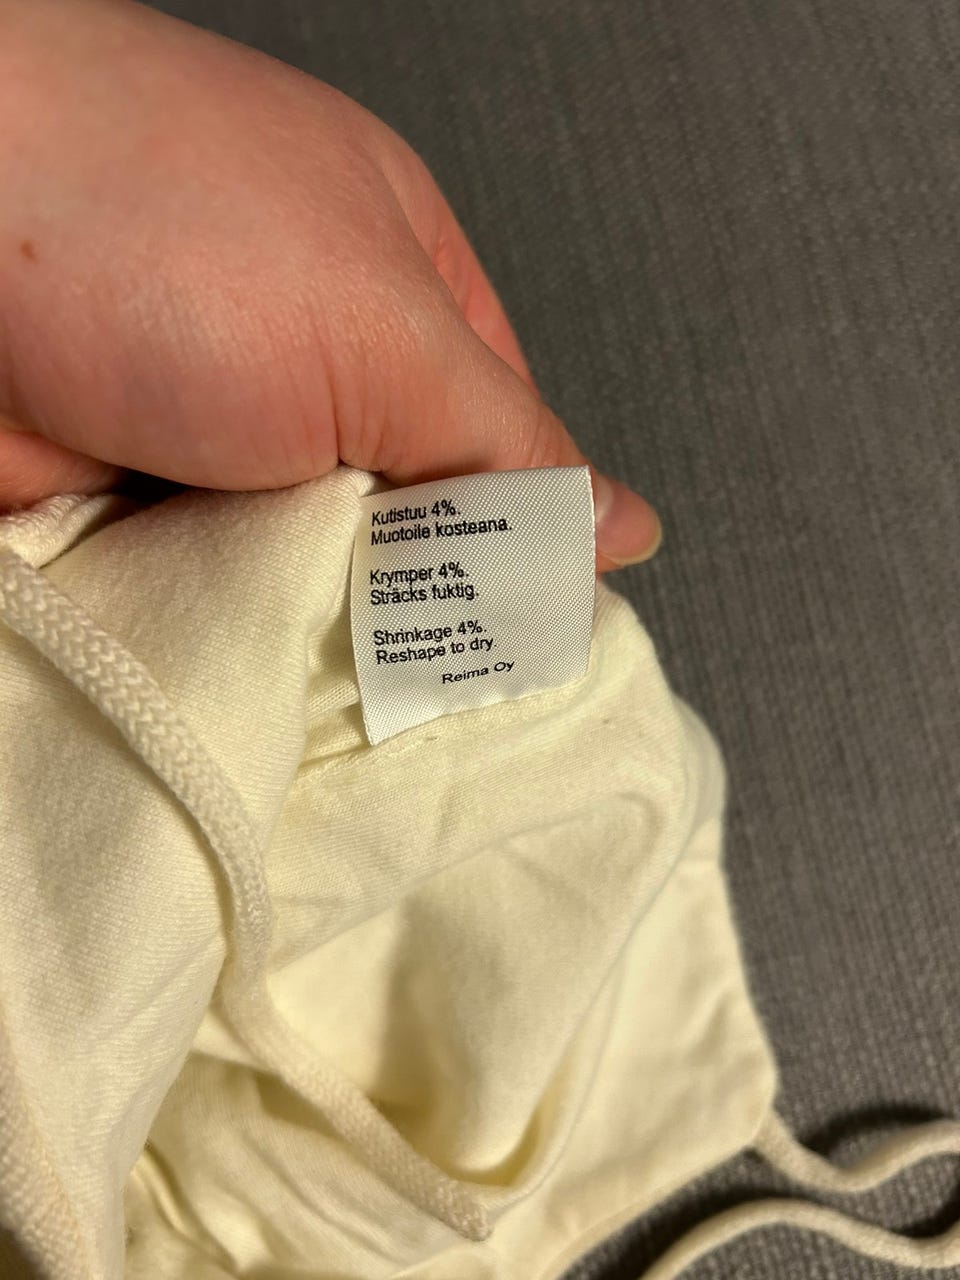 Kutistuu 4%.
Muotoile kosteana.
Krymper 4%.
Sträcks fuktig.
Shrinkage 4%.
Reshape to dry.
Reima Oy